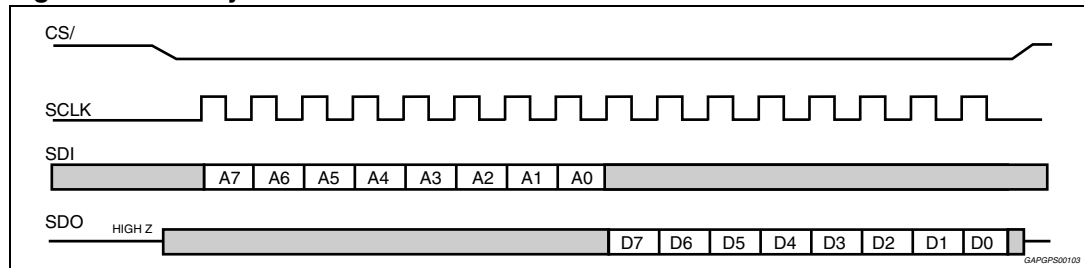 CS/
SCLK
SDI
A7 A6 A5 A4 A3 A2 A1 A0
SDO HIGH Z
D7 D6 D5 D4 D3 D2 D1 D0
GAPGPS00103